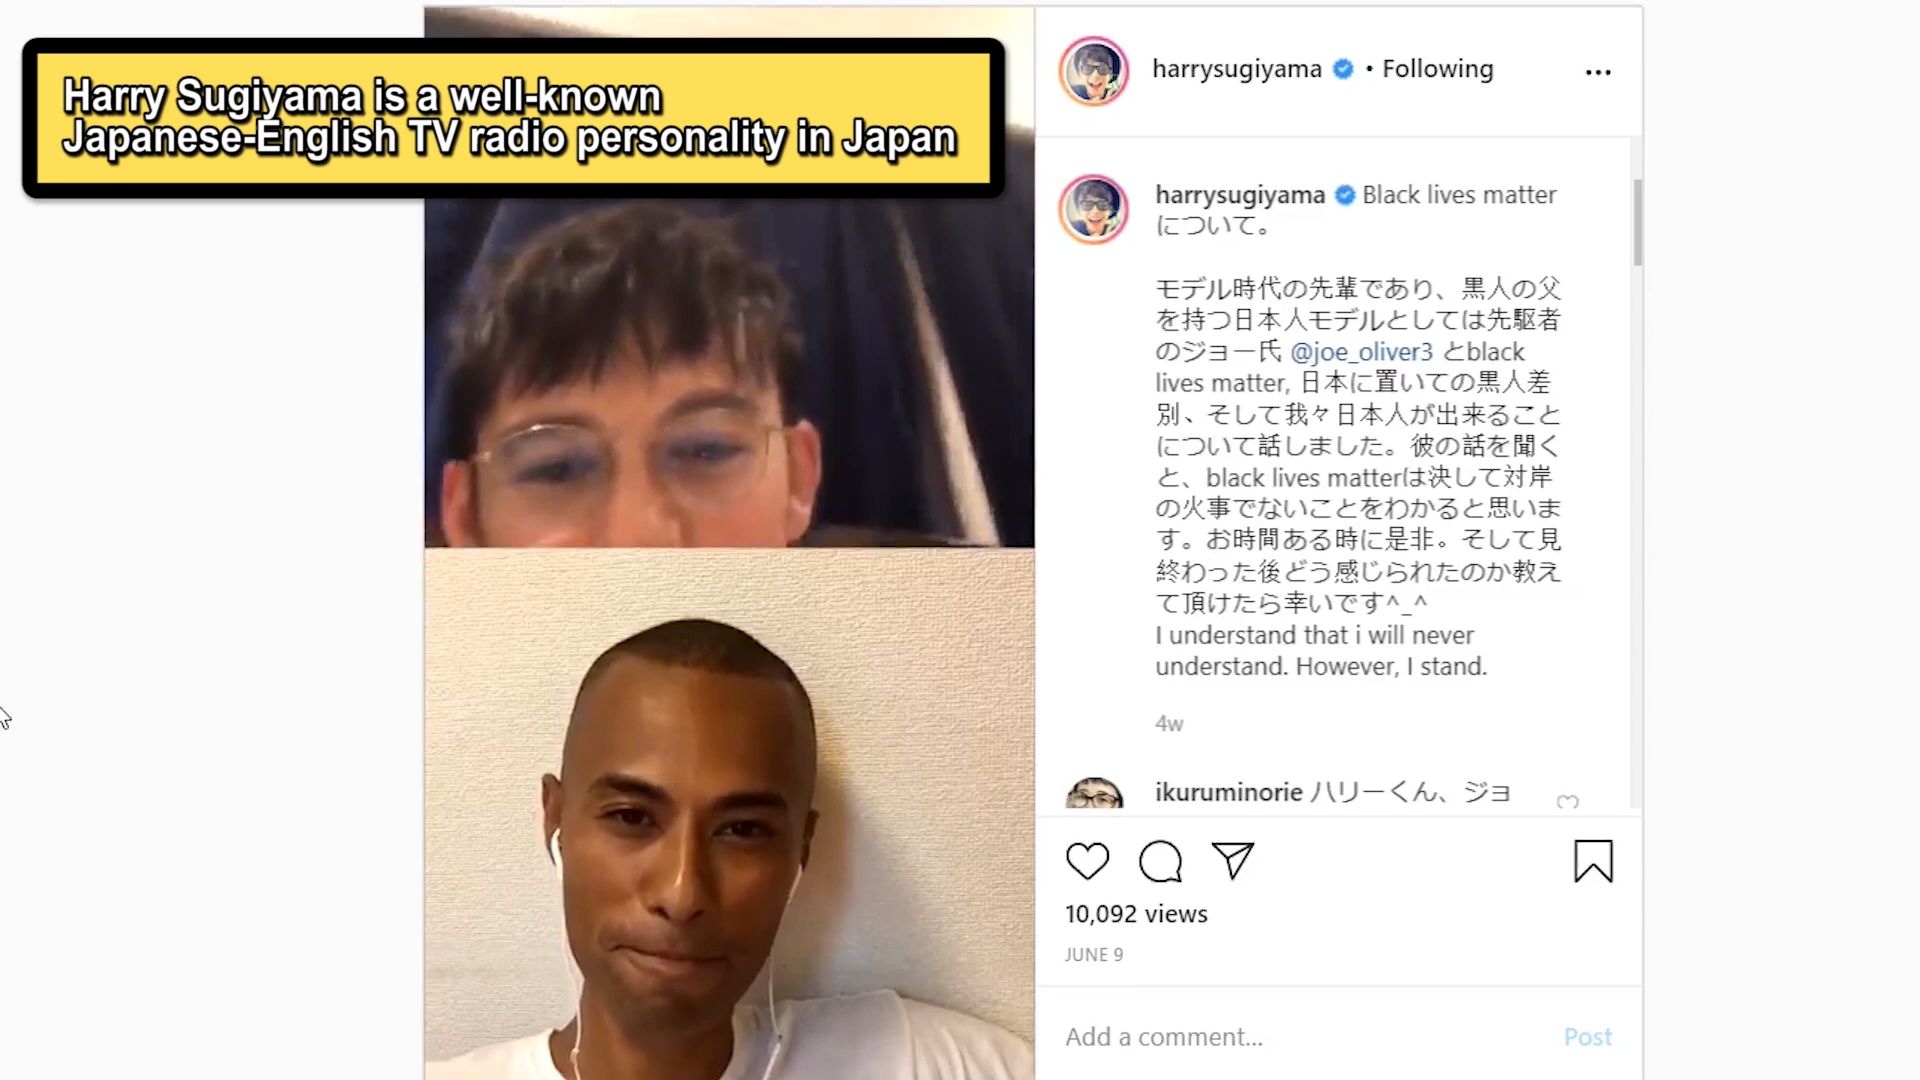 Harry Sugiyama is a well-known
Japanese-English TV radio personality in Japan
harrysugiyama • Following
harrysugiyama Black lives matter
について。
モデル時代の先輩であり、黒人の父
を持つ日本人モデルとしては先駆者
のジョー氏 @joe_oliver3 とblack
lives matter, 日本に置いての黒人差
別、そして我々日本人が出来ること
について話しました。彼の話を聞く
と、black lives matterは決して対岸
の火事でないことをわかると思いま
す。お時間ある時に是非。そして見
終わった後どう感じられたのか教え
て頂けたら幸いです^_^
I understand that i will never
understand. However, I stand.
4w
ikuruminorie ハリーくん、ジョ
10,092 views
JUNE 9
Add a comment...
Post